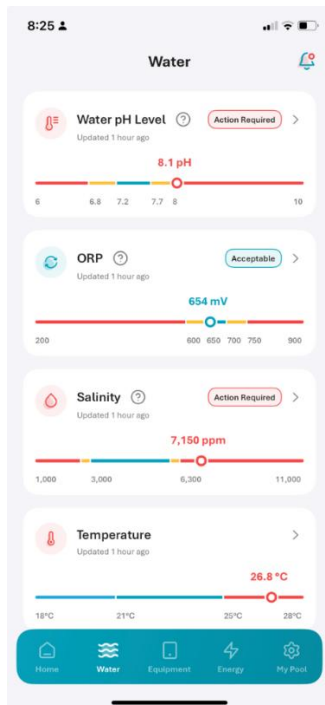 8:25
Water
Water pH Level ? Action Required
Updated 1 hour ago
8.1 pH
6 6.8 7.2 7.7 8 10
ORP ? Acceptable
Updated 1 hour ago
654 mV
200 600 650 700 750 900
Salinity ? Action Required
Updated 1 hour ago
7,150 ppm
1,000 3,000 6,300 11,000
Temperature
Updated 1 hour ago
26.8 °C
18°C 21°C 25°C 28°C
Home Water Equipment Energy My Pool